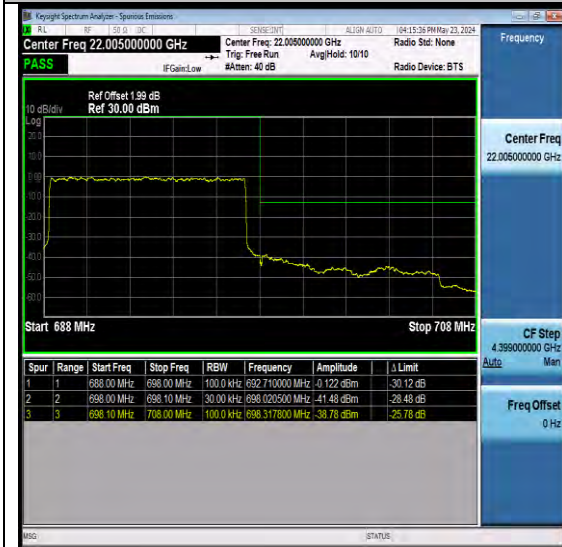 Keysight Spectrum Analyzer - Spurious Emissions
RL RF 50 Ω DC SENSE:INT ALIGN AUTO 04:15:36 PM May 23, 2024
Center Freq 22.005000000 GHz Center Freq: 22.005000000 GHz Radio Std: None
Trig: Free Run Avg|Hold: 10/10
PASS IFGain:Low #Atten: 40 dB Radio Device: BTS
Frequency
Ref Offset 1.99 dB
10 dB/div Ref 30.00 dBm
Log
20.0
10.0
0.00
-10.0
-20.0
-30.0
-40.0
-50.0
-60.0
Start 688 MHz Stop 708 MHz
Center Freq
22.005000000 GHz
CF Step
4.399000000 GHz
Auto Man
Freq Offset
0 Hz
Spur Range Start Freq Stop Freq RBW Frequency Amplitude Δ Limit
1 1 688.00 MHz 698.00 MHz 100.0 kHz 692.710000 MHz -0.122 dBm -30.12 dB
2 2 698.00 MHz 698.10 MHz 30.00 kHz 698.020500 MHz -41.48 dBm -28.48 dB
3 3 698.10 MHz 708.00 MHz 100.0 kHz 698.317800 MHz -38.78 dBm -25.78 dB
MSG STATUS